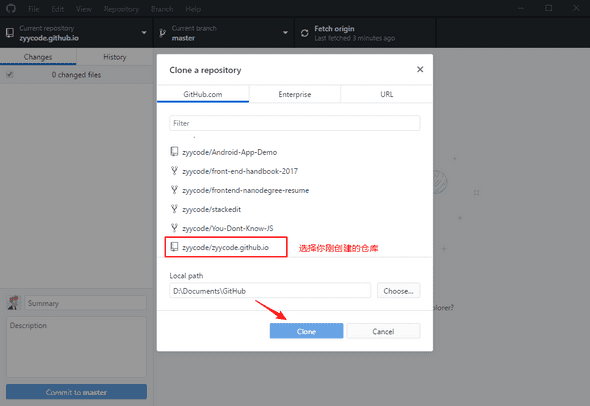 File Edit View Repository Branch Help
Current repository
zyycode.github.io
Current branch
master
Fetch origin
Last fetched 3 minutes ago
Changes History
0 changed files
Clone a repository
GitHub.com Enterprise URL
Filter
zyycode/Android-App-Demo
zyycode/front-end-handbook-2017
zyycode/frontend-nanodegree-resume
zyycode/stackedit
zyycode/You-Dont-Know-JS
zyycode/zyycode.github.io 选择你刚创建的仓库
Local path
D:\Documents\GitHub Choose...
plorer?
Clone Cancel
Summary
Description
Commit to master